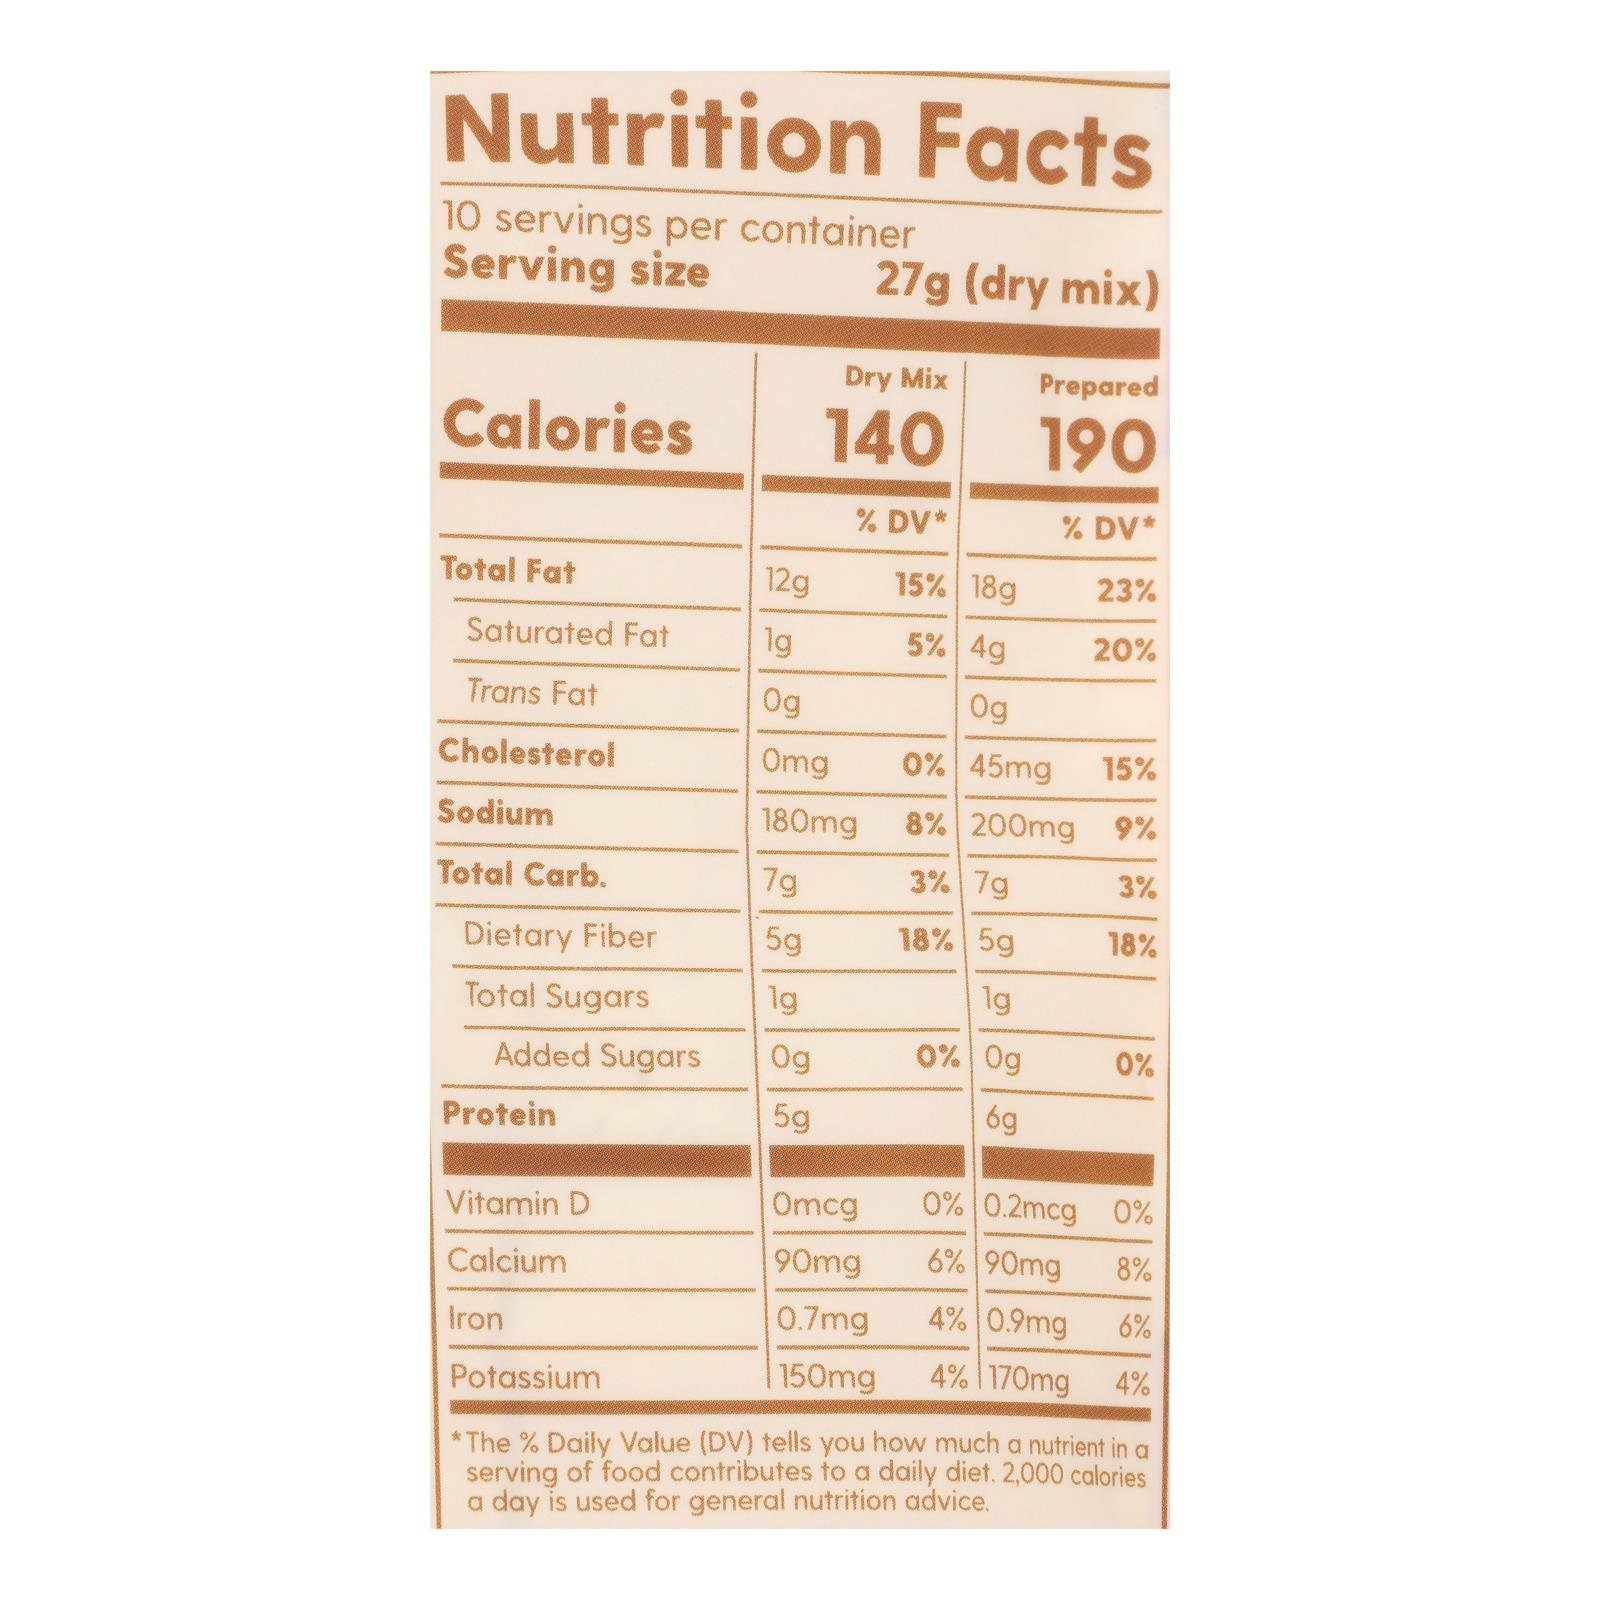 Nutrition Facts
10 servings per container
Serving size 27g (dry mix)
Dry Mix Prepared
Calories 140 190
% DV* % DV*
Total Fat 12g 15% 18g 23%
Saturated Fat 1g 5% 4g 20%
Trans Fat 0g 0g
Cholesterol 0mg 0% 45mg 15%
Sodium 180mg 8% 200mg 9%
Total Carb. 7g 3% 7g 3%
Dietary Fiber 5g 18% 5g 18%
Total Sugars 1g 1g
Added Sugars 0g 0% 0g 0%
Protein 5g 6g
Vitamin D 0mcg 0% 0.2mcg 0%
Calcium 90mg 6% 90mg 8%
Iron 0.7mg 4% 0.9mg 6%
Potassium 150mg 4% 170mg 4%
*The % Daily Value (DV) tells you how much a nutrient in a
serving of food contributes to a daily diet. 2,000 calories
a day is used for general nutrition advice.